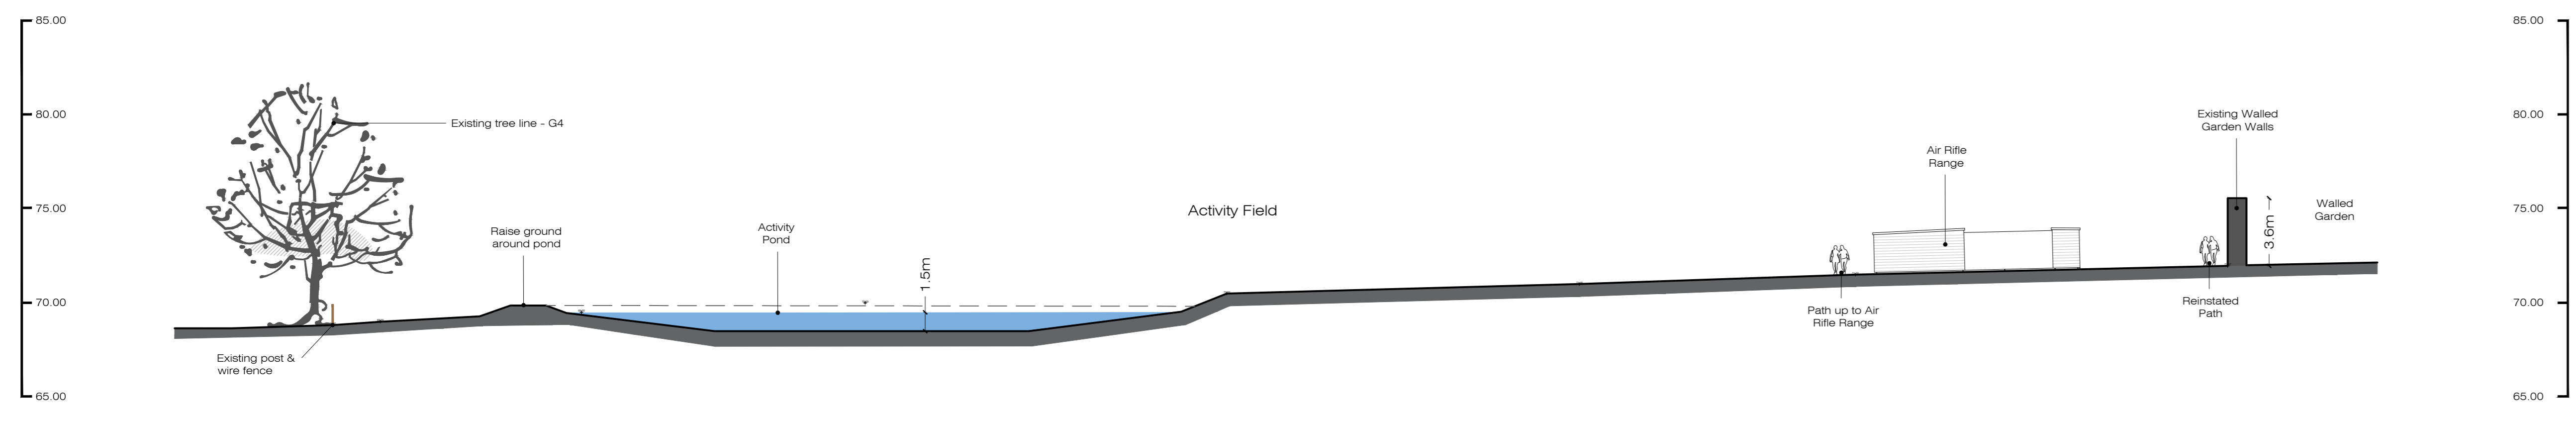 85.00
80.00
75.00
70.00
65.00
Existing tree line - G4
Existing post &
wire fence
Raise ground
around pond
Activity
Pond
1.5m
Activity Field
Path up to Air
Rifle Range
Air Rifle
Range
Existing Walled
Garden Walls
3.6m
Reinstated
Path
Walled
Garden
85.00
80.00
75.00
70.00
65.00